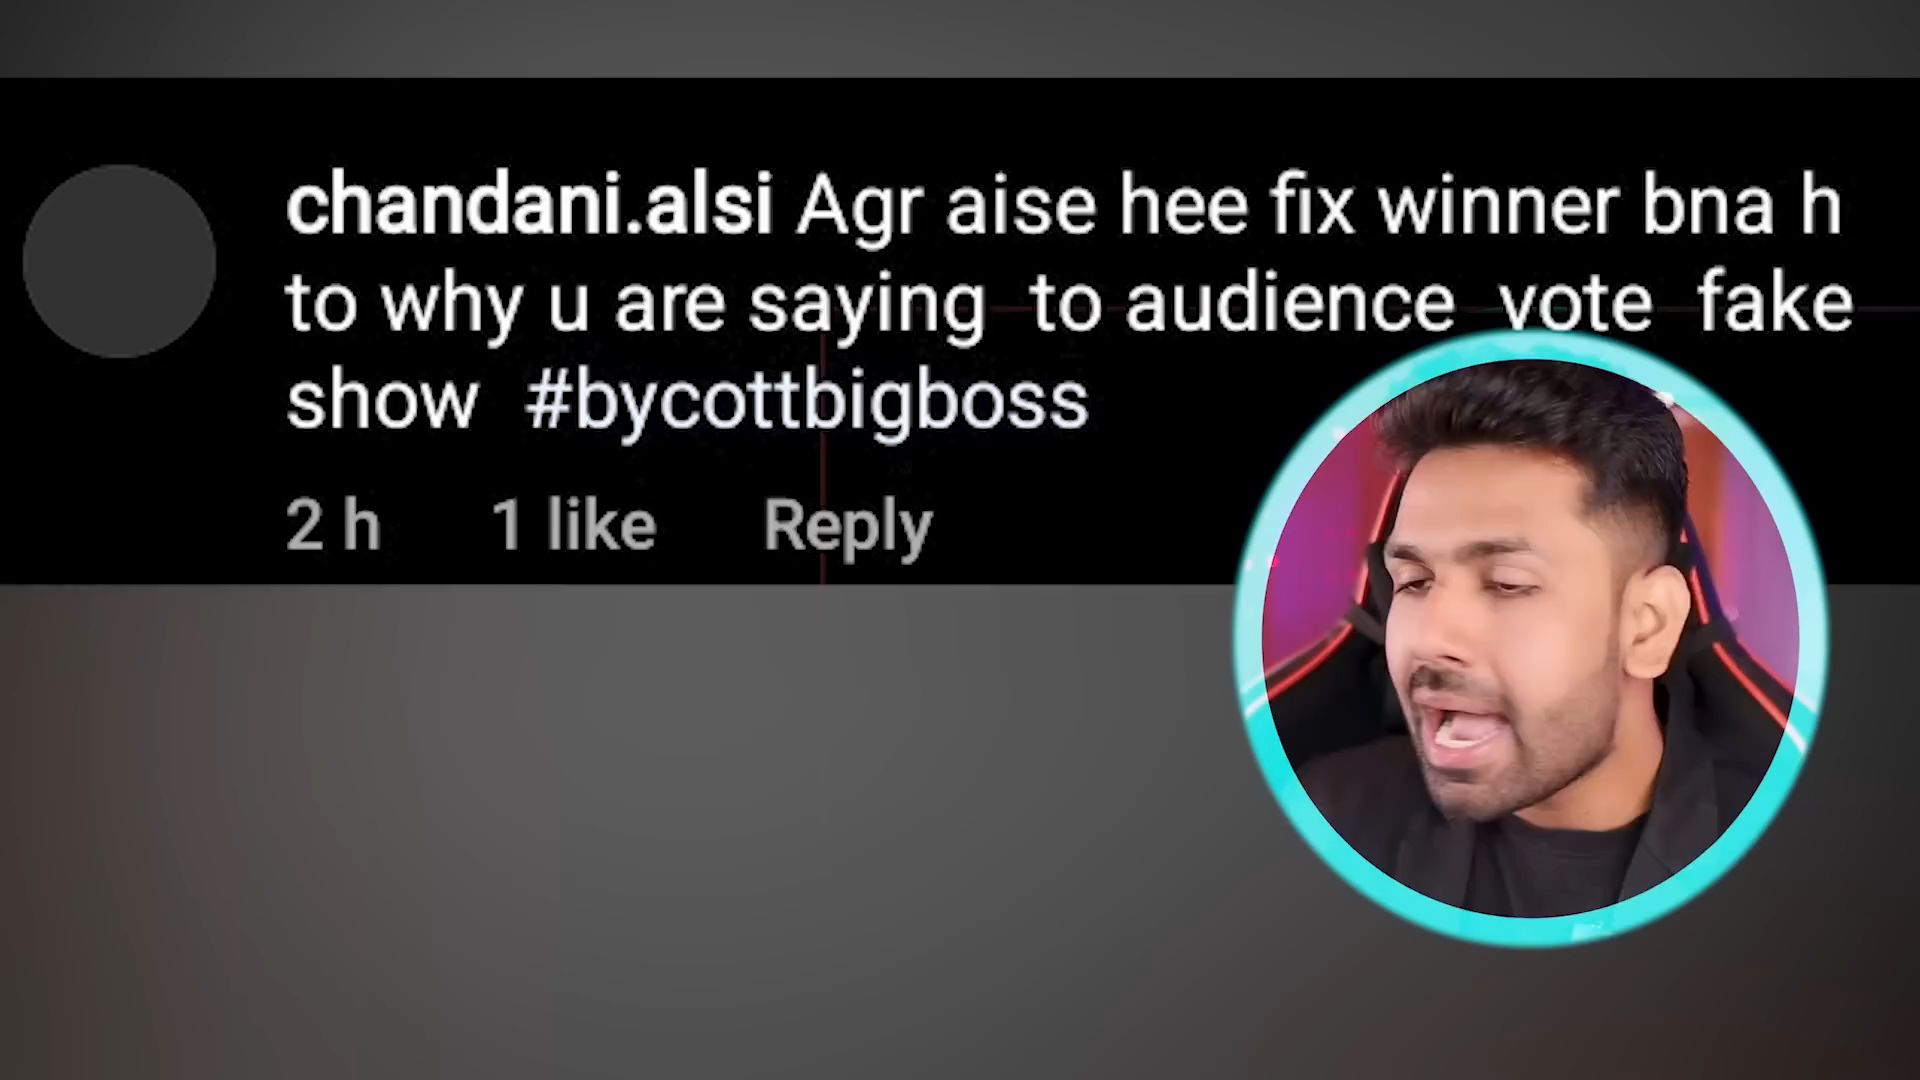 chandani.alsi Agr aise hee fix winner bna h
to why u are saying to audience vote fake
show #bycottbigboss
2 h 1 like Reply